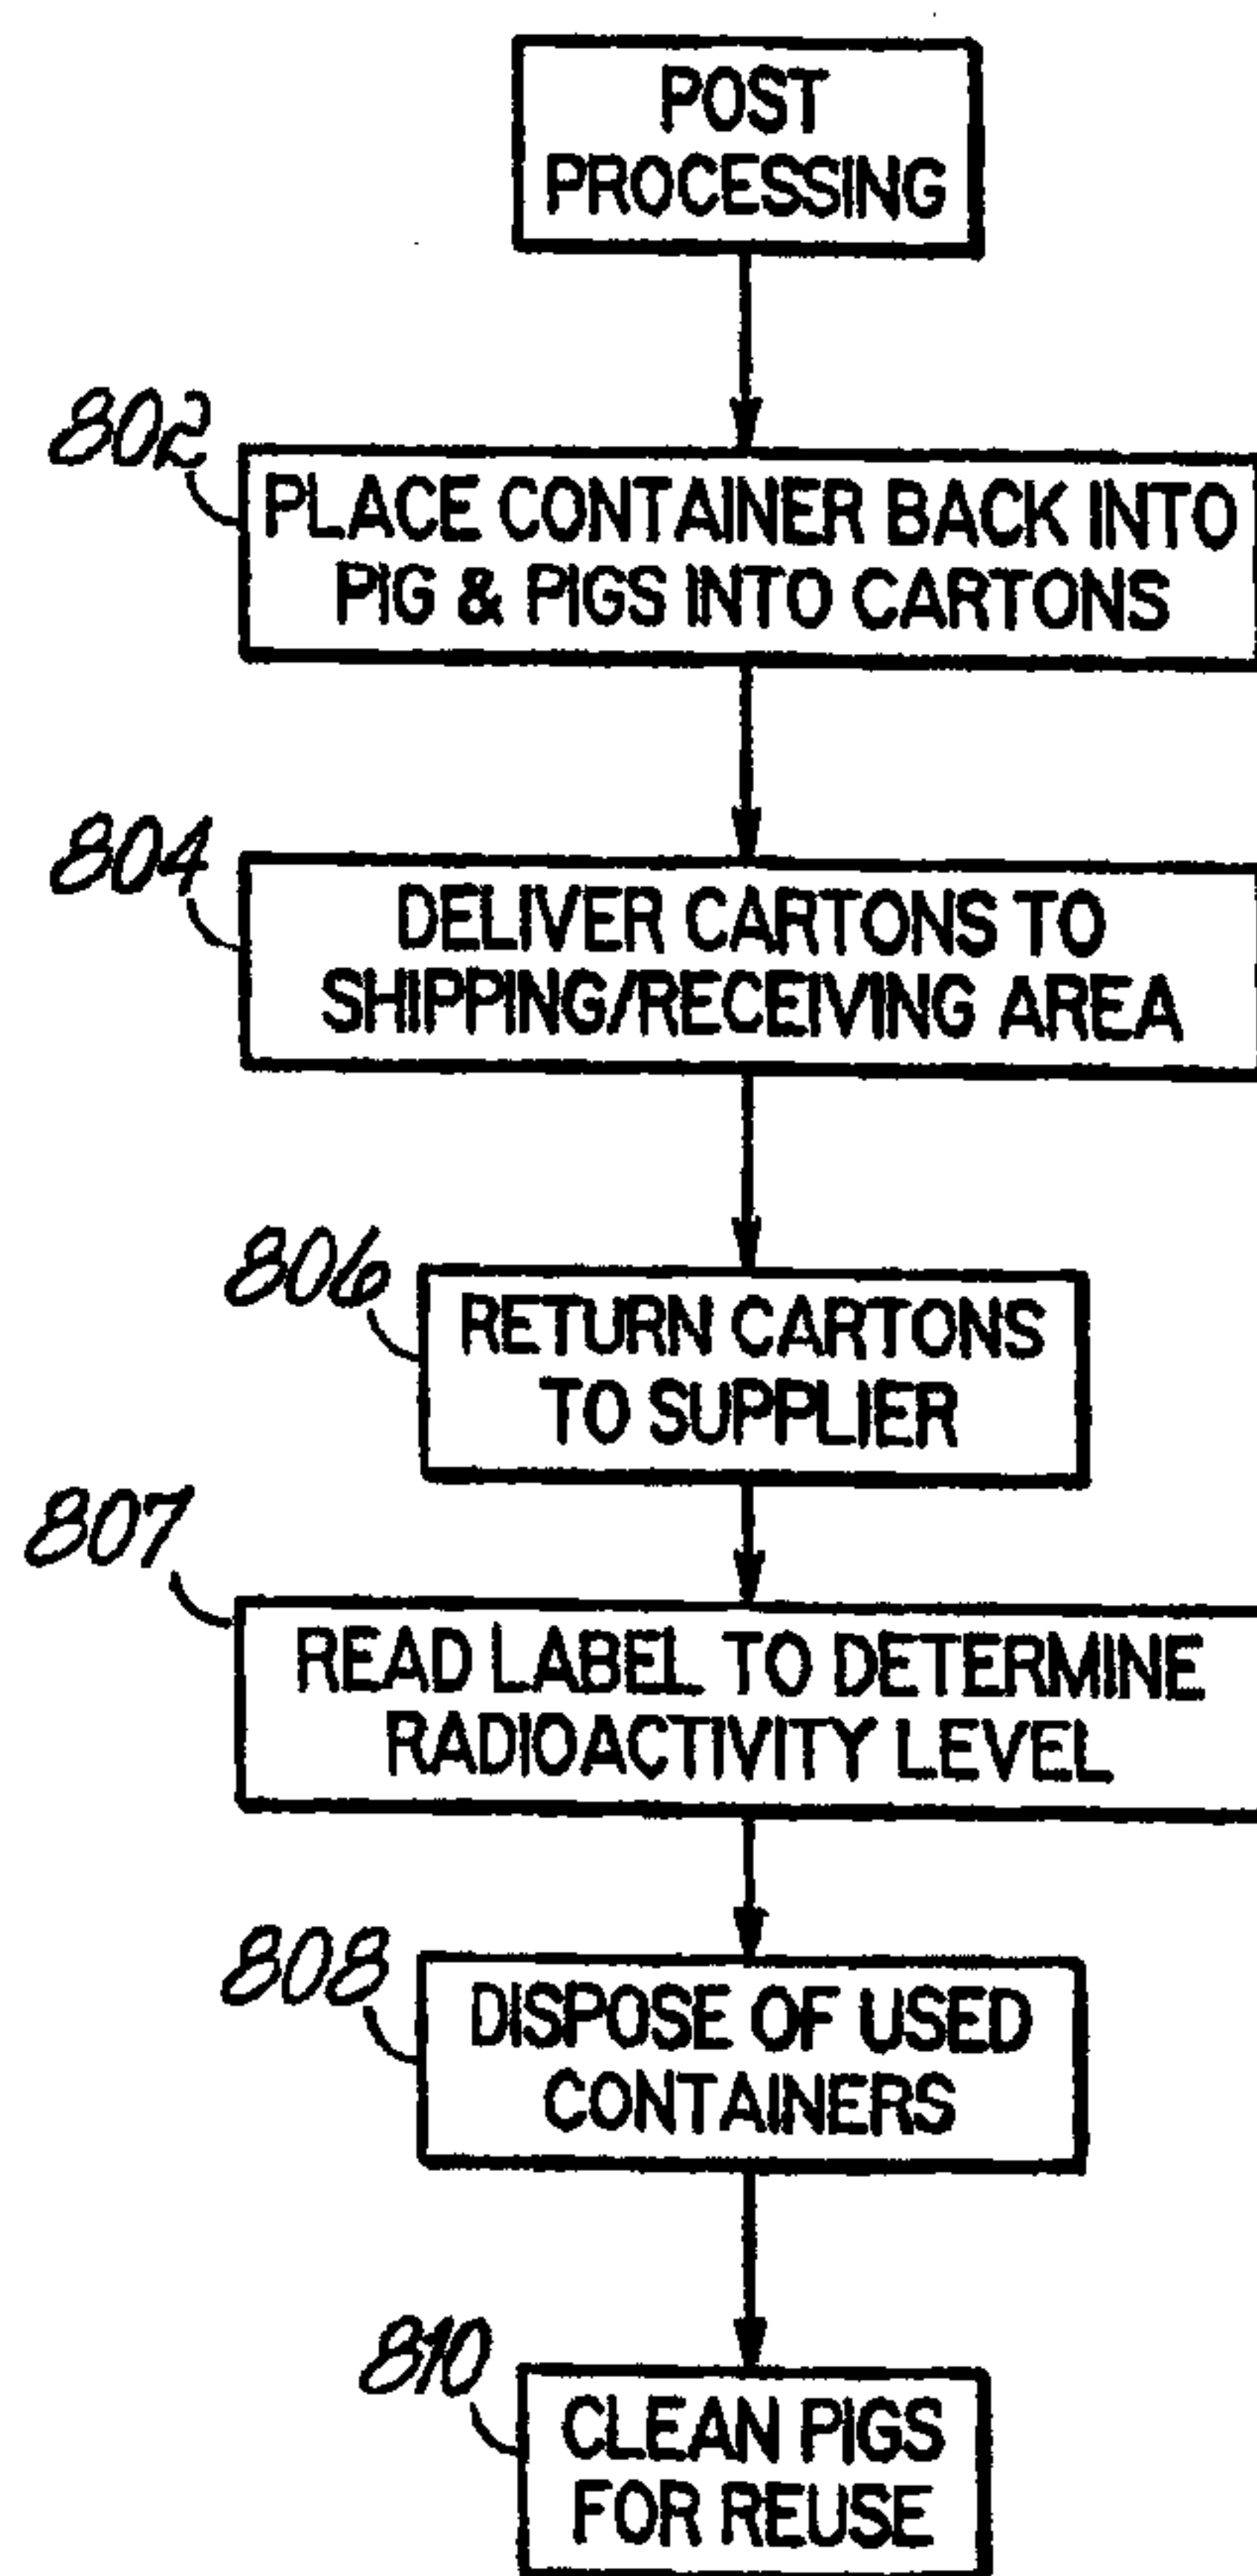 POST
PROCESSING
802
PLACE CONTAINER BACK INTO
PIG & PIGS INTO CARTONS
804
DELIVER CARTONS TO
SHIPPING/RECEIVING AREA
806
RETURN CARTONS
TO SUPPLIER
807
READ LABEL TO DETERMINE
RADIOACTIVITY LEVEL
808
DISPOSE OF USED
CONTAINERS
810
CLEAN PIGS
FOR REUSE